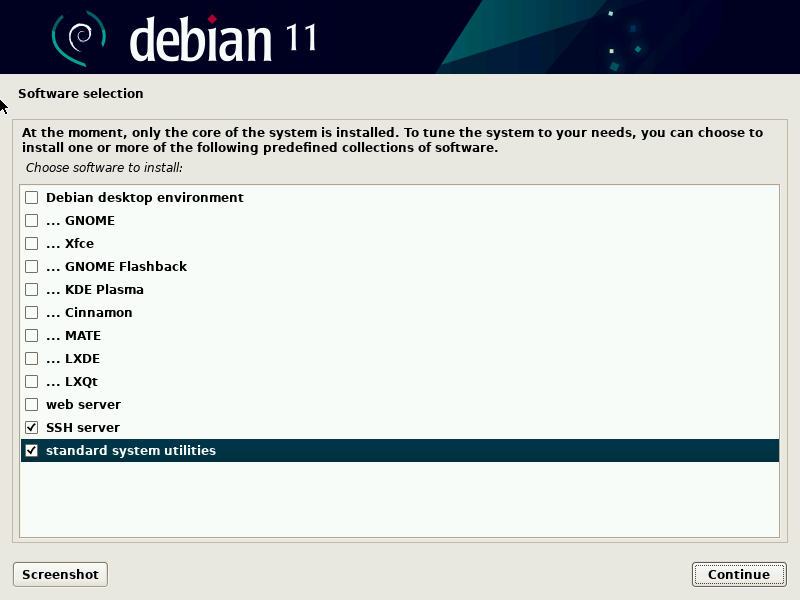 debian 11
Software selection
At the moment, only the core of the system is installed. To tune the system to your needs, you can choose to
install one or more of the following predefined collections of software.
Choose software to install:
Debian desktop environment
... GNOME
... Xfce
... GNOME Flashback
... KDE Plasma
... Cinnamon
... MATE
... LXDE
... LXQt
web server
SSH server
standard system utilities
Screenshot
Continue